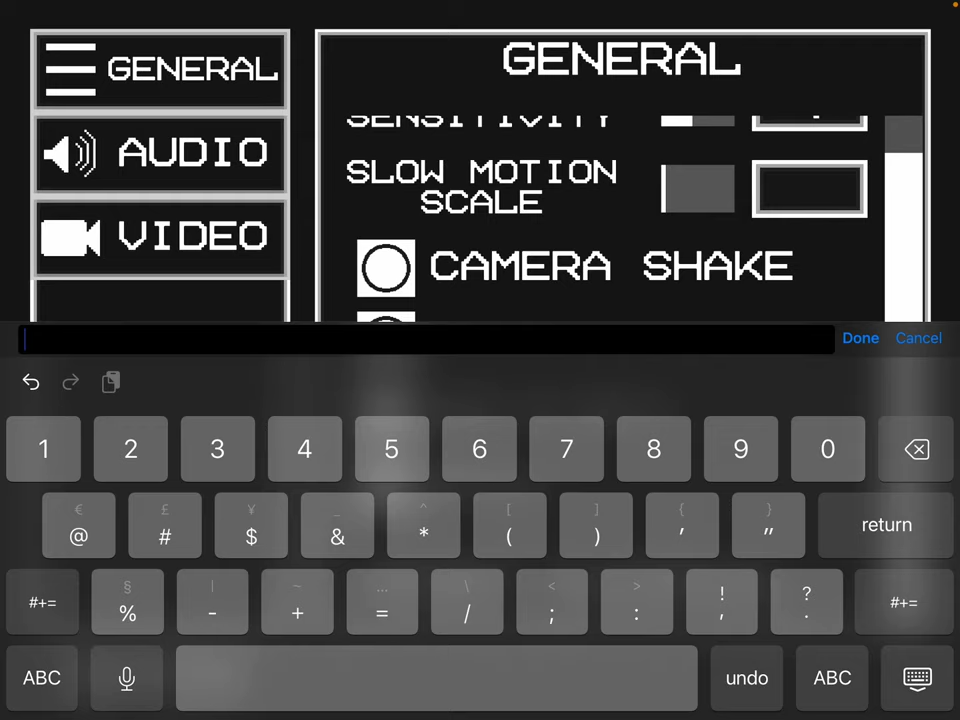 GENERAL
AUDIO
VIDEO
GENERAL
SENSITIVITY
SLOW MOTION
SCALE
CAMERA SHAKE
Done Cancel
1 2 3 4 5 6 7 8 9 0
€ £ ¥ _ ^ [ ] { }
@ # $ & * ( ) ' " return
§ | ~ … \ < > ! ?
#+= % - + = / ; : , . #+=
ABC undo ABC